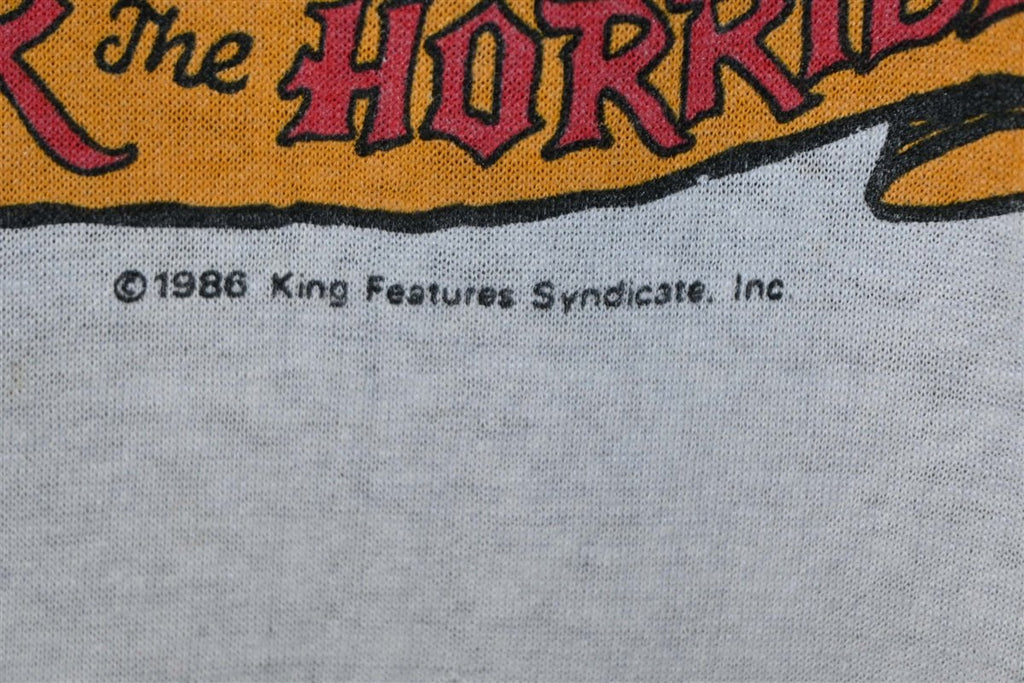 The HORRIB
©1986 King Features Syndicate, Inc.